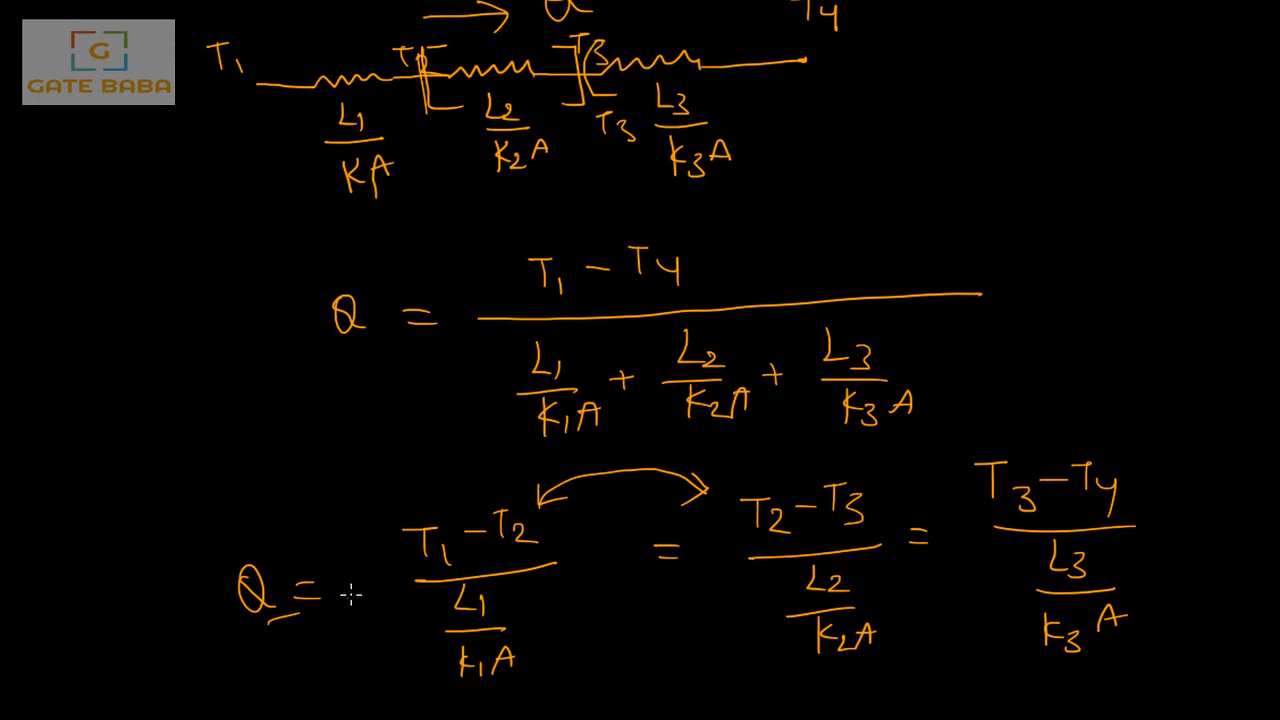 G
GATE BABA
Q T4
T1 T3
L1/KA L2/K2A T3 L3/K3A
Q = (T1 - T4) / (L1/K1A + L2/K2A + L3/K3A)
Q = (T1 - T2) / (L1/K1A) = (T2 - T3) / (L2/K2A) = (T3 - T4) / (L3/K3A)